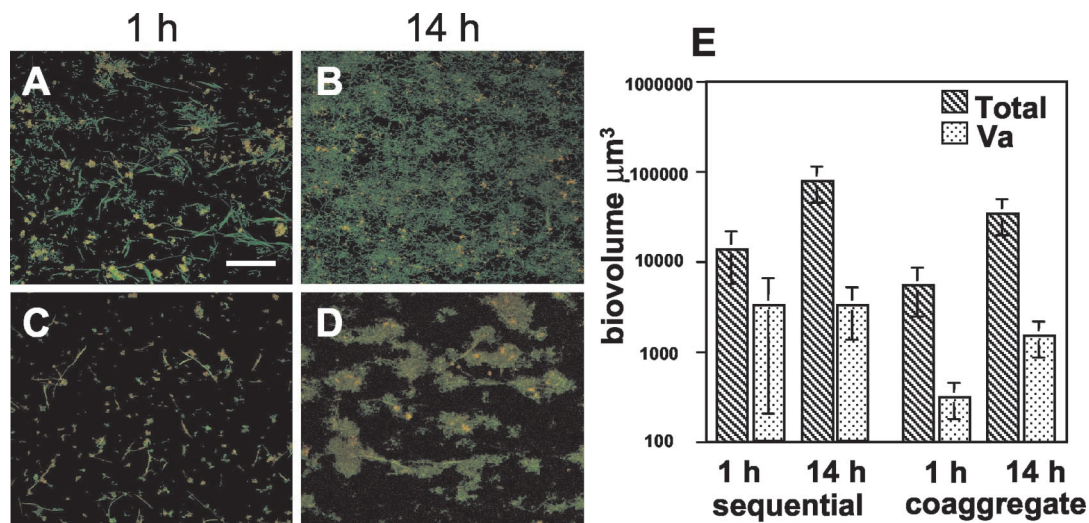 1 h 14 h
A B
C D
E
biovolume µm³
1000000
100000
10000
1000
100
Total
Va
1 h 14 h 1 h 14 h
sequential coaggregate